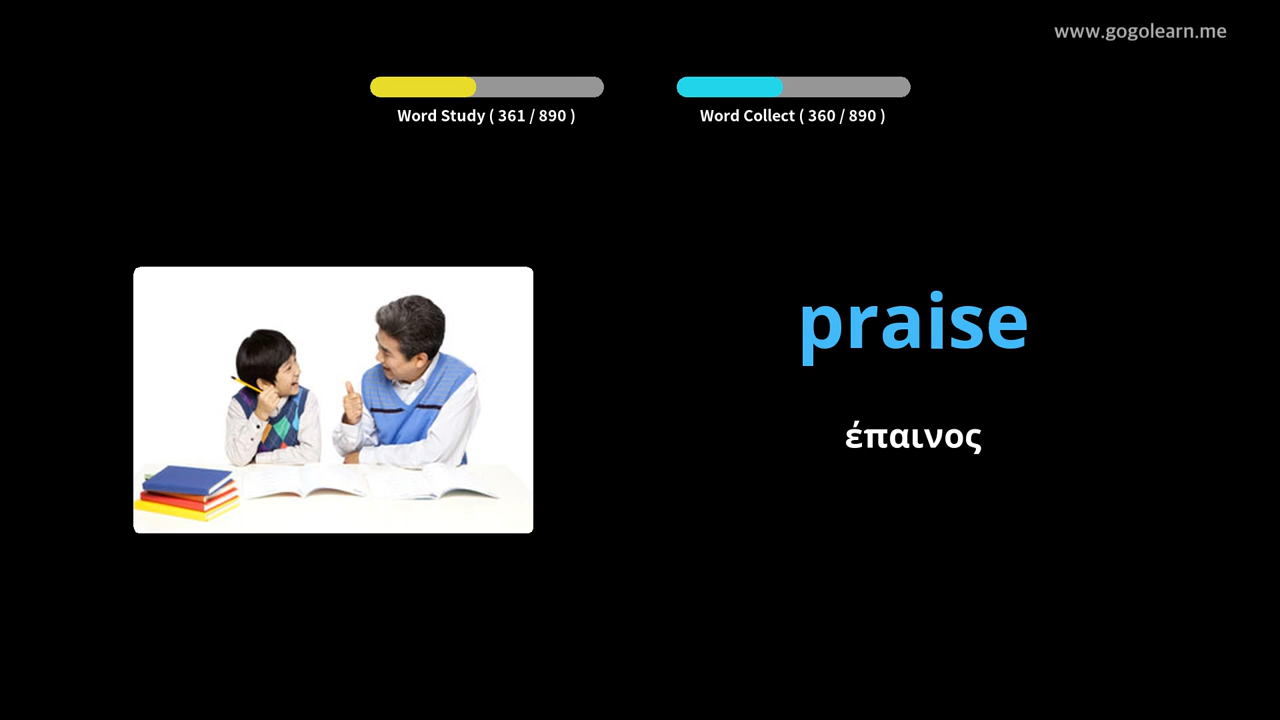 www.gogolearn.me
Word Study ( 361 / 890 )
Word Collect ( 360 / 890 )
praise
έπαινος